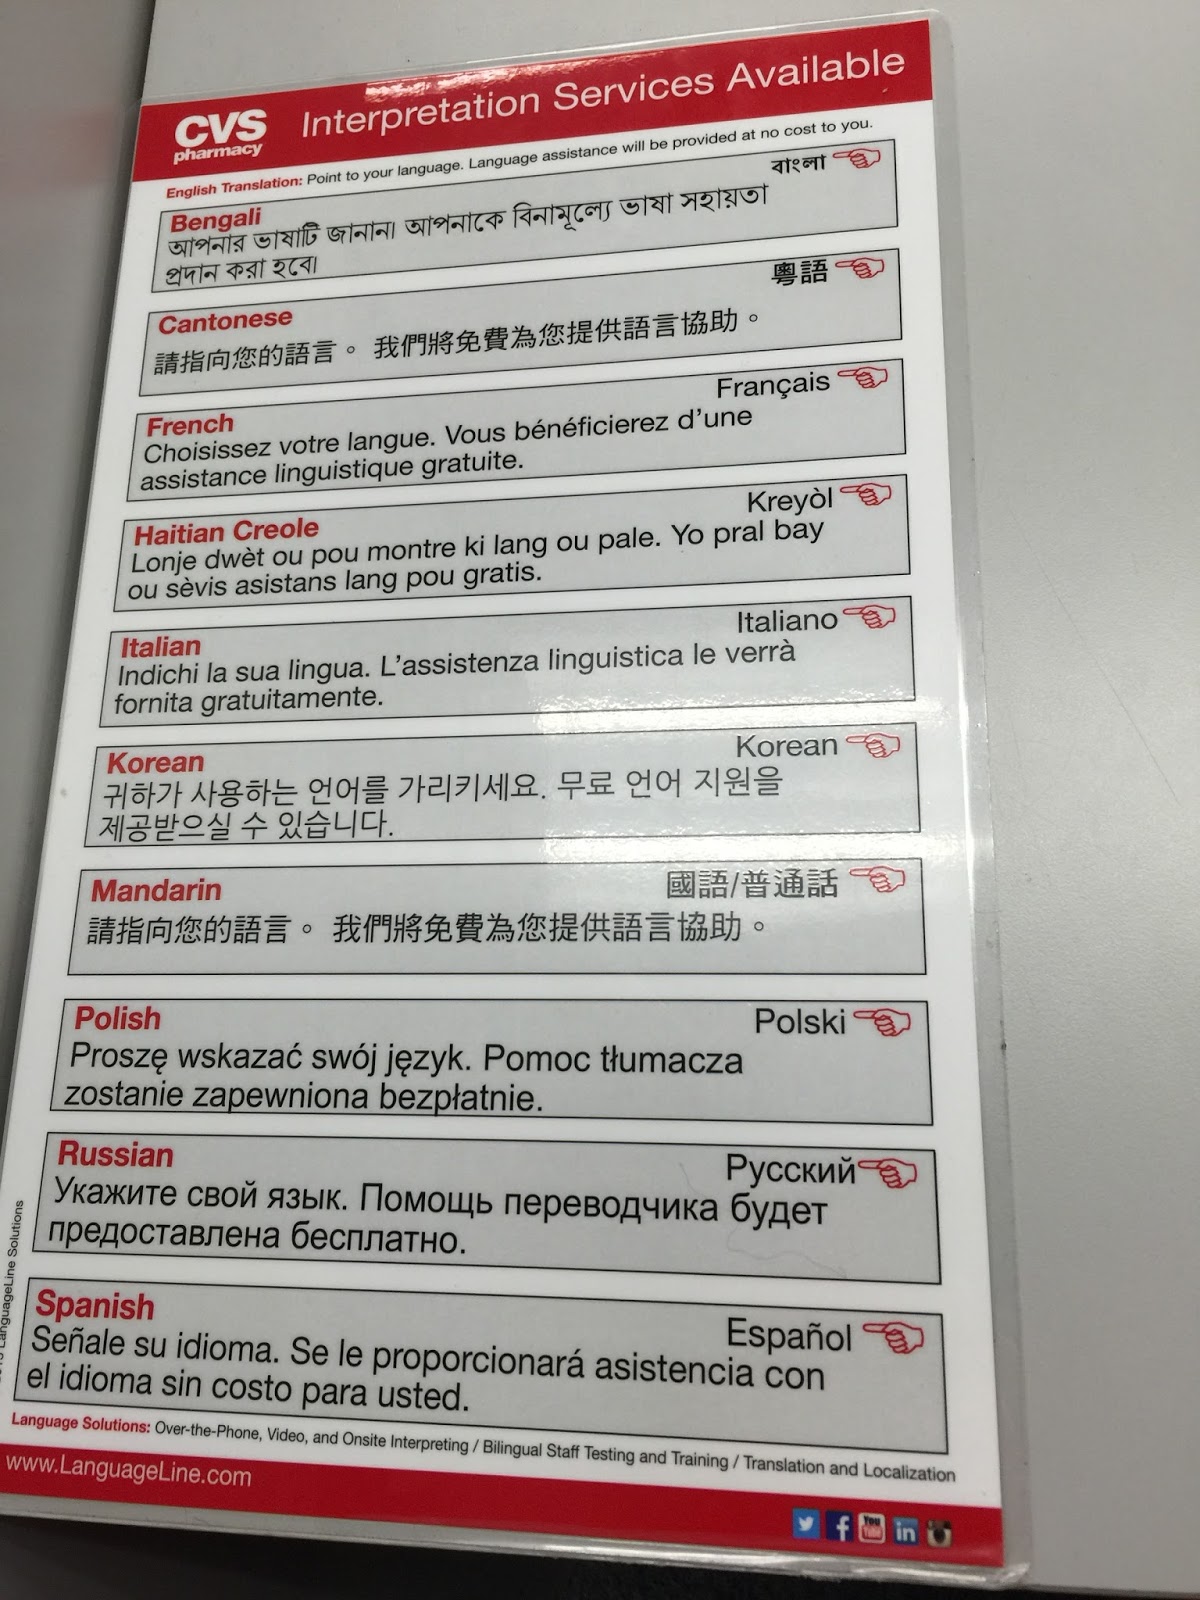 CVS
pharmacy
Interpretation Services Available
English Translation: Point to your language. Language assistance will be provided at no cost to you.
Bengali
বাংলা
আপনার ভাষাটি জানান। আপনাকে বিনামূল্যে ভাষা সহায়তা
প্রদান করা হবে।
Cantonese
粵語
請指向您的語言。 我們將免費為您提供語言協助。
French
Français
Choisissez votre langue. Vous bénéficierez d’une
assistance linguistique gratuite.
Haitian Creole
Kreyòl
Lonje dwèt ou pou montre ki lang ou pale. Yo pral bay
ou sèvis asistans lang pou gratis.
Italian
Italiano
Indichi la sua lingua. L’assistenza linguistica le verrà
fornita gratuitamente.
Korean
Korean
귀하가 사용하는 언어를 가리키세요. 무료 언어 지원을
제공받으실 수 있습니다.
Mandarin
國語/普通話
請指向您的語言。 我們將免費為您提供語言協助。
Polish
Polski
Proszę wskazać swój język. Pomoc tłumacza
zostanie zapewniona bezpłatnie.
Russian
Русский
Укажите свой язык. Помощь переводчика будет
предоставлена бесплатно.
Spanish
Español
Señale su idioma. Se le proporcionará asistencia con
el idioma sin costo para usted.
LanguageLine Solutions
Language Solutions: Over-the-Phone, Video, and Onsite Interpreting / Bilingual Staff Testing and Training / Translation and Localization
www.LanguageLine.com
You
Tube
in